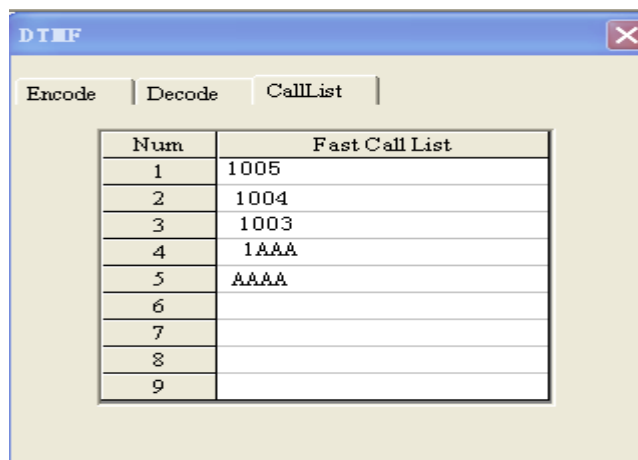 DTMF
Encode Decode CallList
Num Fast Call List
1 1005
2 1004
3 1003
4 1AAA
5 AAAA
6
7
8
9